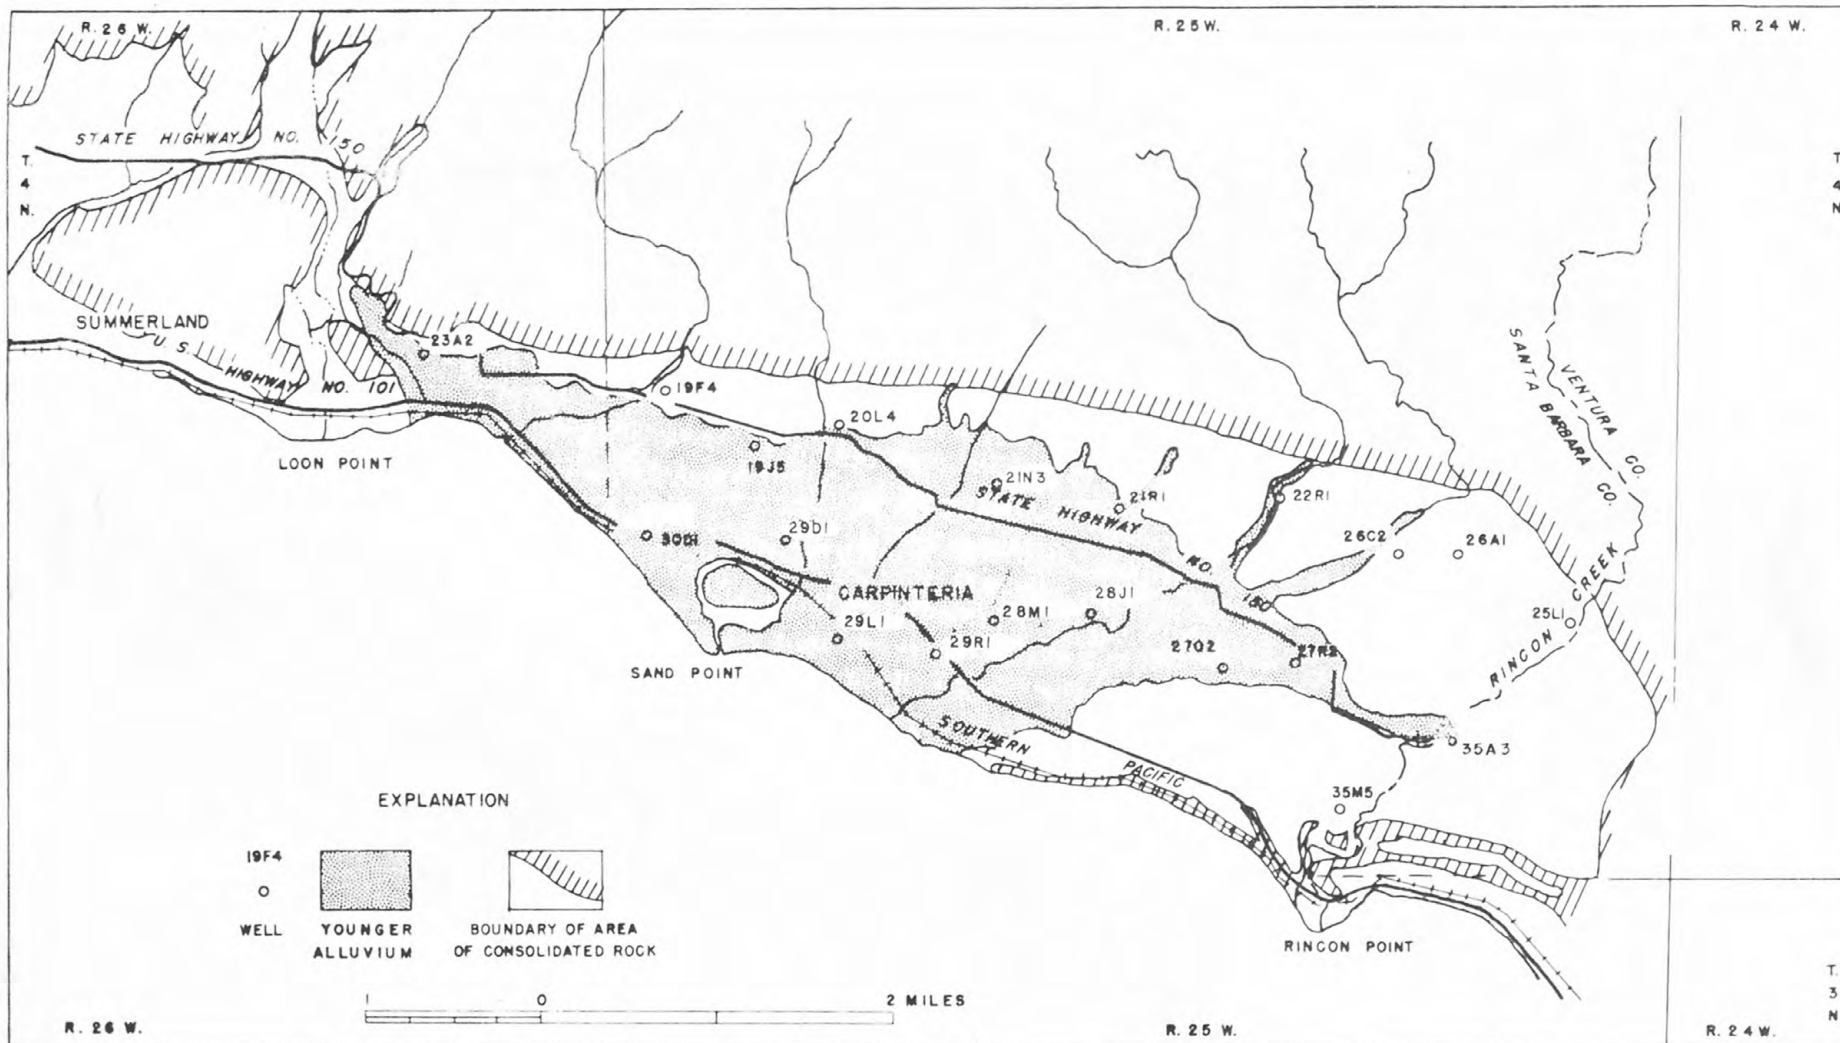 R. 26 W.
R. 25 W.
R. 24 W.
STATE HIGHWAY NO. 150
T.
4
N.
T
4
N
SUMMERLAND
U. S. HIGHWAY NO. 101
23A2
19F4
20L4
19J5
LOON POINT
21N3
21R1
22R1
STATE HIGHWAY NO. 150
VENTURA CO.
SANTA BARBARA CO.
30D1
29D1
26C2
26A1
CARPINTERIA
28J1
28M1
25L1
RINCON CREEK
29L1
29R1
27Q2
27R2
SAND POINT
SOUTHERN PACIFIC
35A3
35M5
EXPLANATION
19F4
WELL
YOUNGER
ALLUVIUM
BOUNDARY OF AREA
OF CONSOLIDATED ROCK
RINCON POINT
1 0 2 MILES
T.
3
N
R. 26 W.
R. 25 W.
R. 24 W.